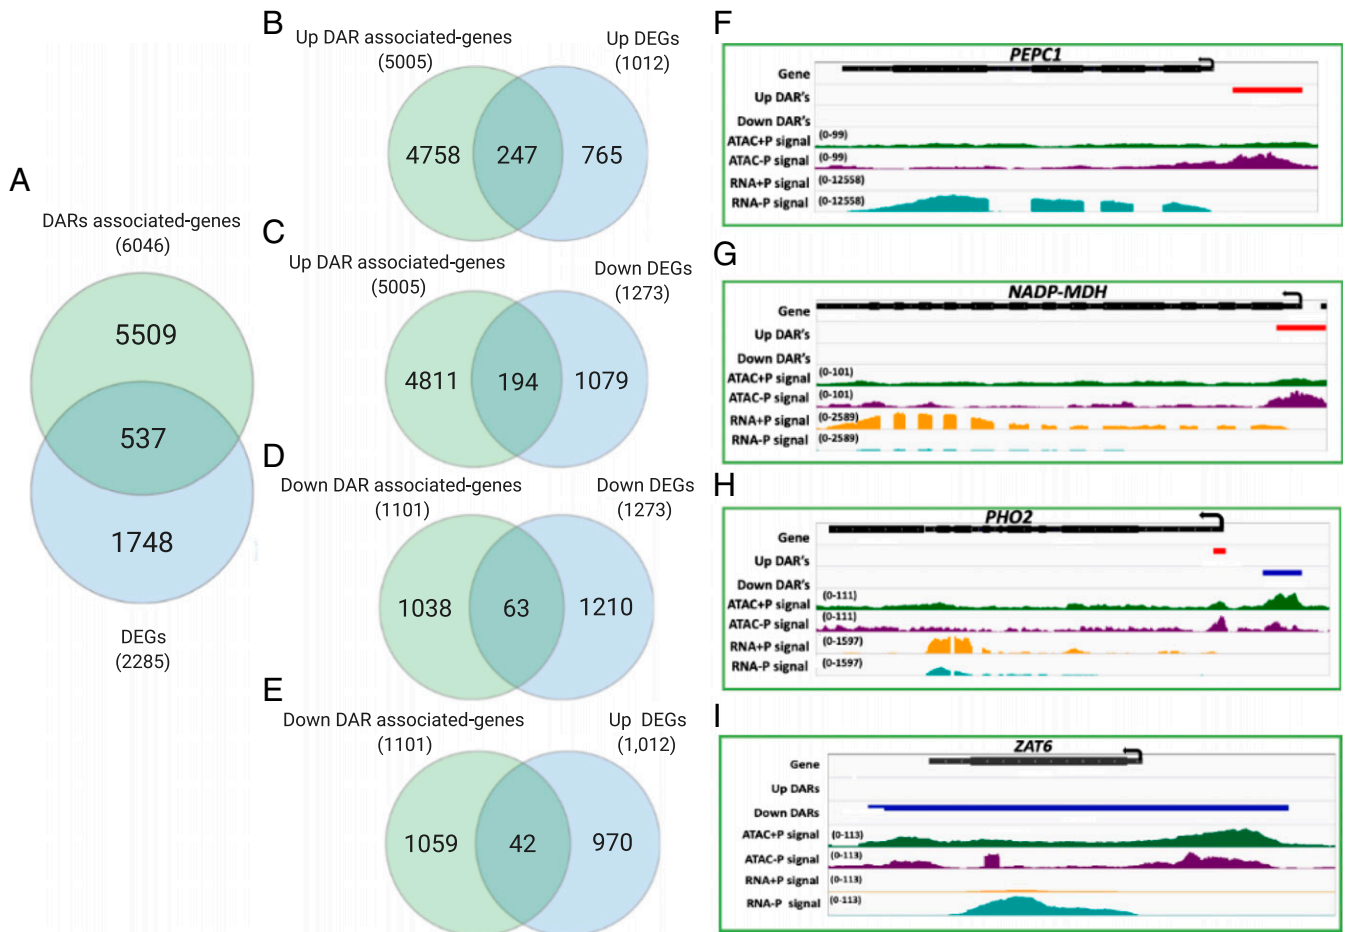 A
DARs associated-genes
(6046)
5509
537
1748
DEGs
(2285)
B
Up DAR associated-genes
(5005)
Up DEGs
(1012)
4758
247
765
C
Up DAR associated-genes
(5005)
Down DEGs
(1273)
4811
194
1079
D
Down DAR associated-genes
(1101)
Down DEGs
(1273)
1038
63
1210
E
Down DAR associated-genes
(1101)
Up DEGs
(1,012)
1059
42
970
F
PEPC1
Gene
Up DAR's
Down DAR's
ATAC+P signal (0-99)
ATAC-P signal (0-99)
RNA+P signal (0-12558)
RNA-P signal (0-12558)
G
NADP-MDH
Gene
Up DAR's
Down DAR's
ATAC+P signal (0-101)
ATAC-P signal (0-101)
RNA+P signal (0-2589)
RNA-P signal (0-2589)
H
PHO2
Gene
Up DAR's
Down DAR's
ATAC+P signal (0-111)
ATAC-P signal (0-111)
RNA+P signal (0-1597)
RNA-P signal (0-1597)
I
ZAT6
Gene
Up DARs
Down DARs
ATAC+P signal (0-113)
ATAC-P signal (0-113)
RNA+P signal (0-113)
RNA-P signal (0-113)